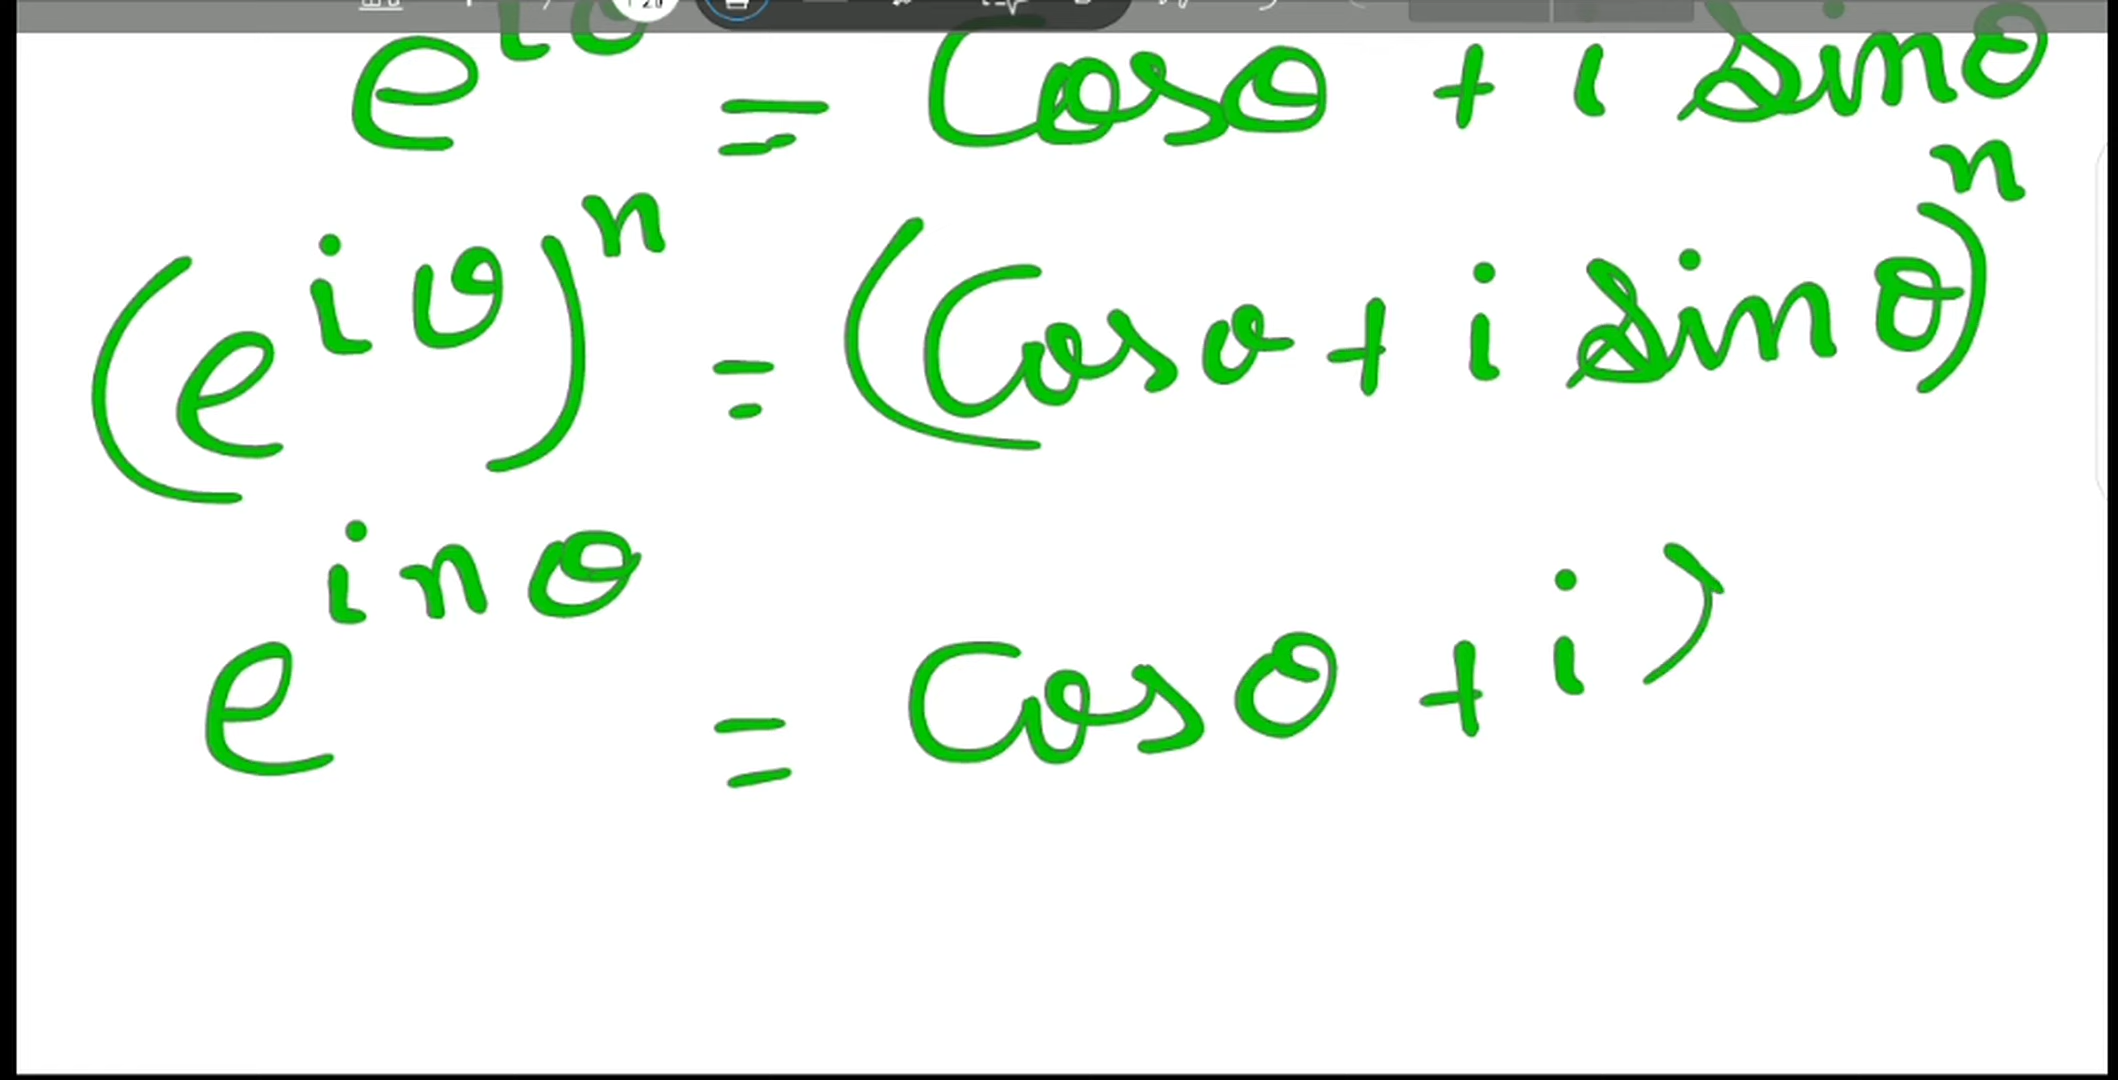 e^{iθ} = Cosθ + i sinθ
(e^{iθ})^n = (Cosθ + i sinθ)^n
e^{inθ} = Cosθ + i )